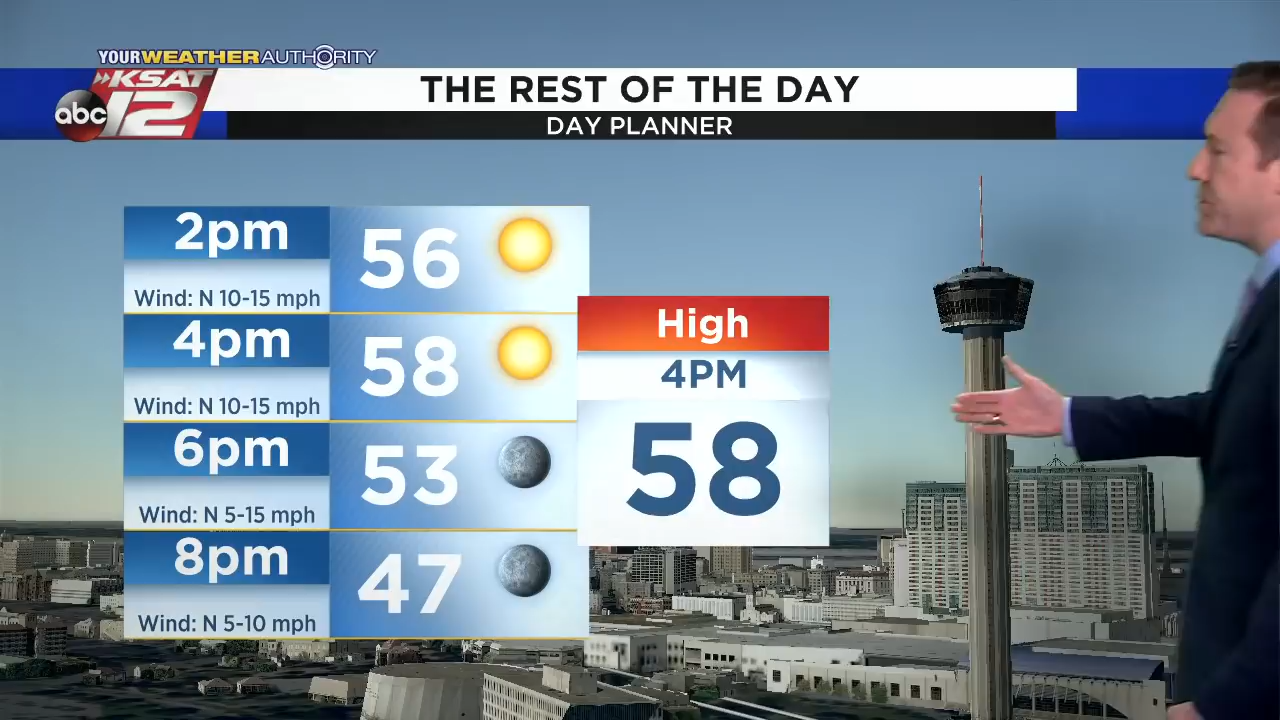 YOUR WEATHER AUTHORITY
KSAT
abc 12
THE REST OF THE DAY
DAY PLANNER
2pm
56
Wind: N 10-15 mph
4pm
58
Wind: N 10-15 mph
6pm
53
Wind: N 5-15 mph
8pm
47
Wind: N 5-10 mph
High
4PM
58